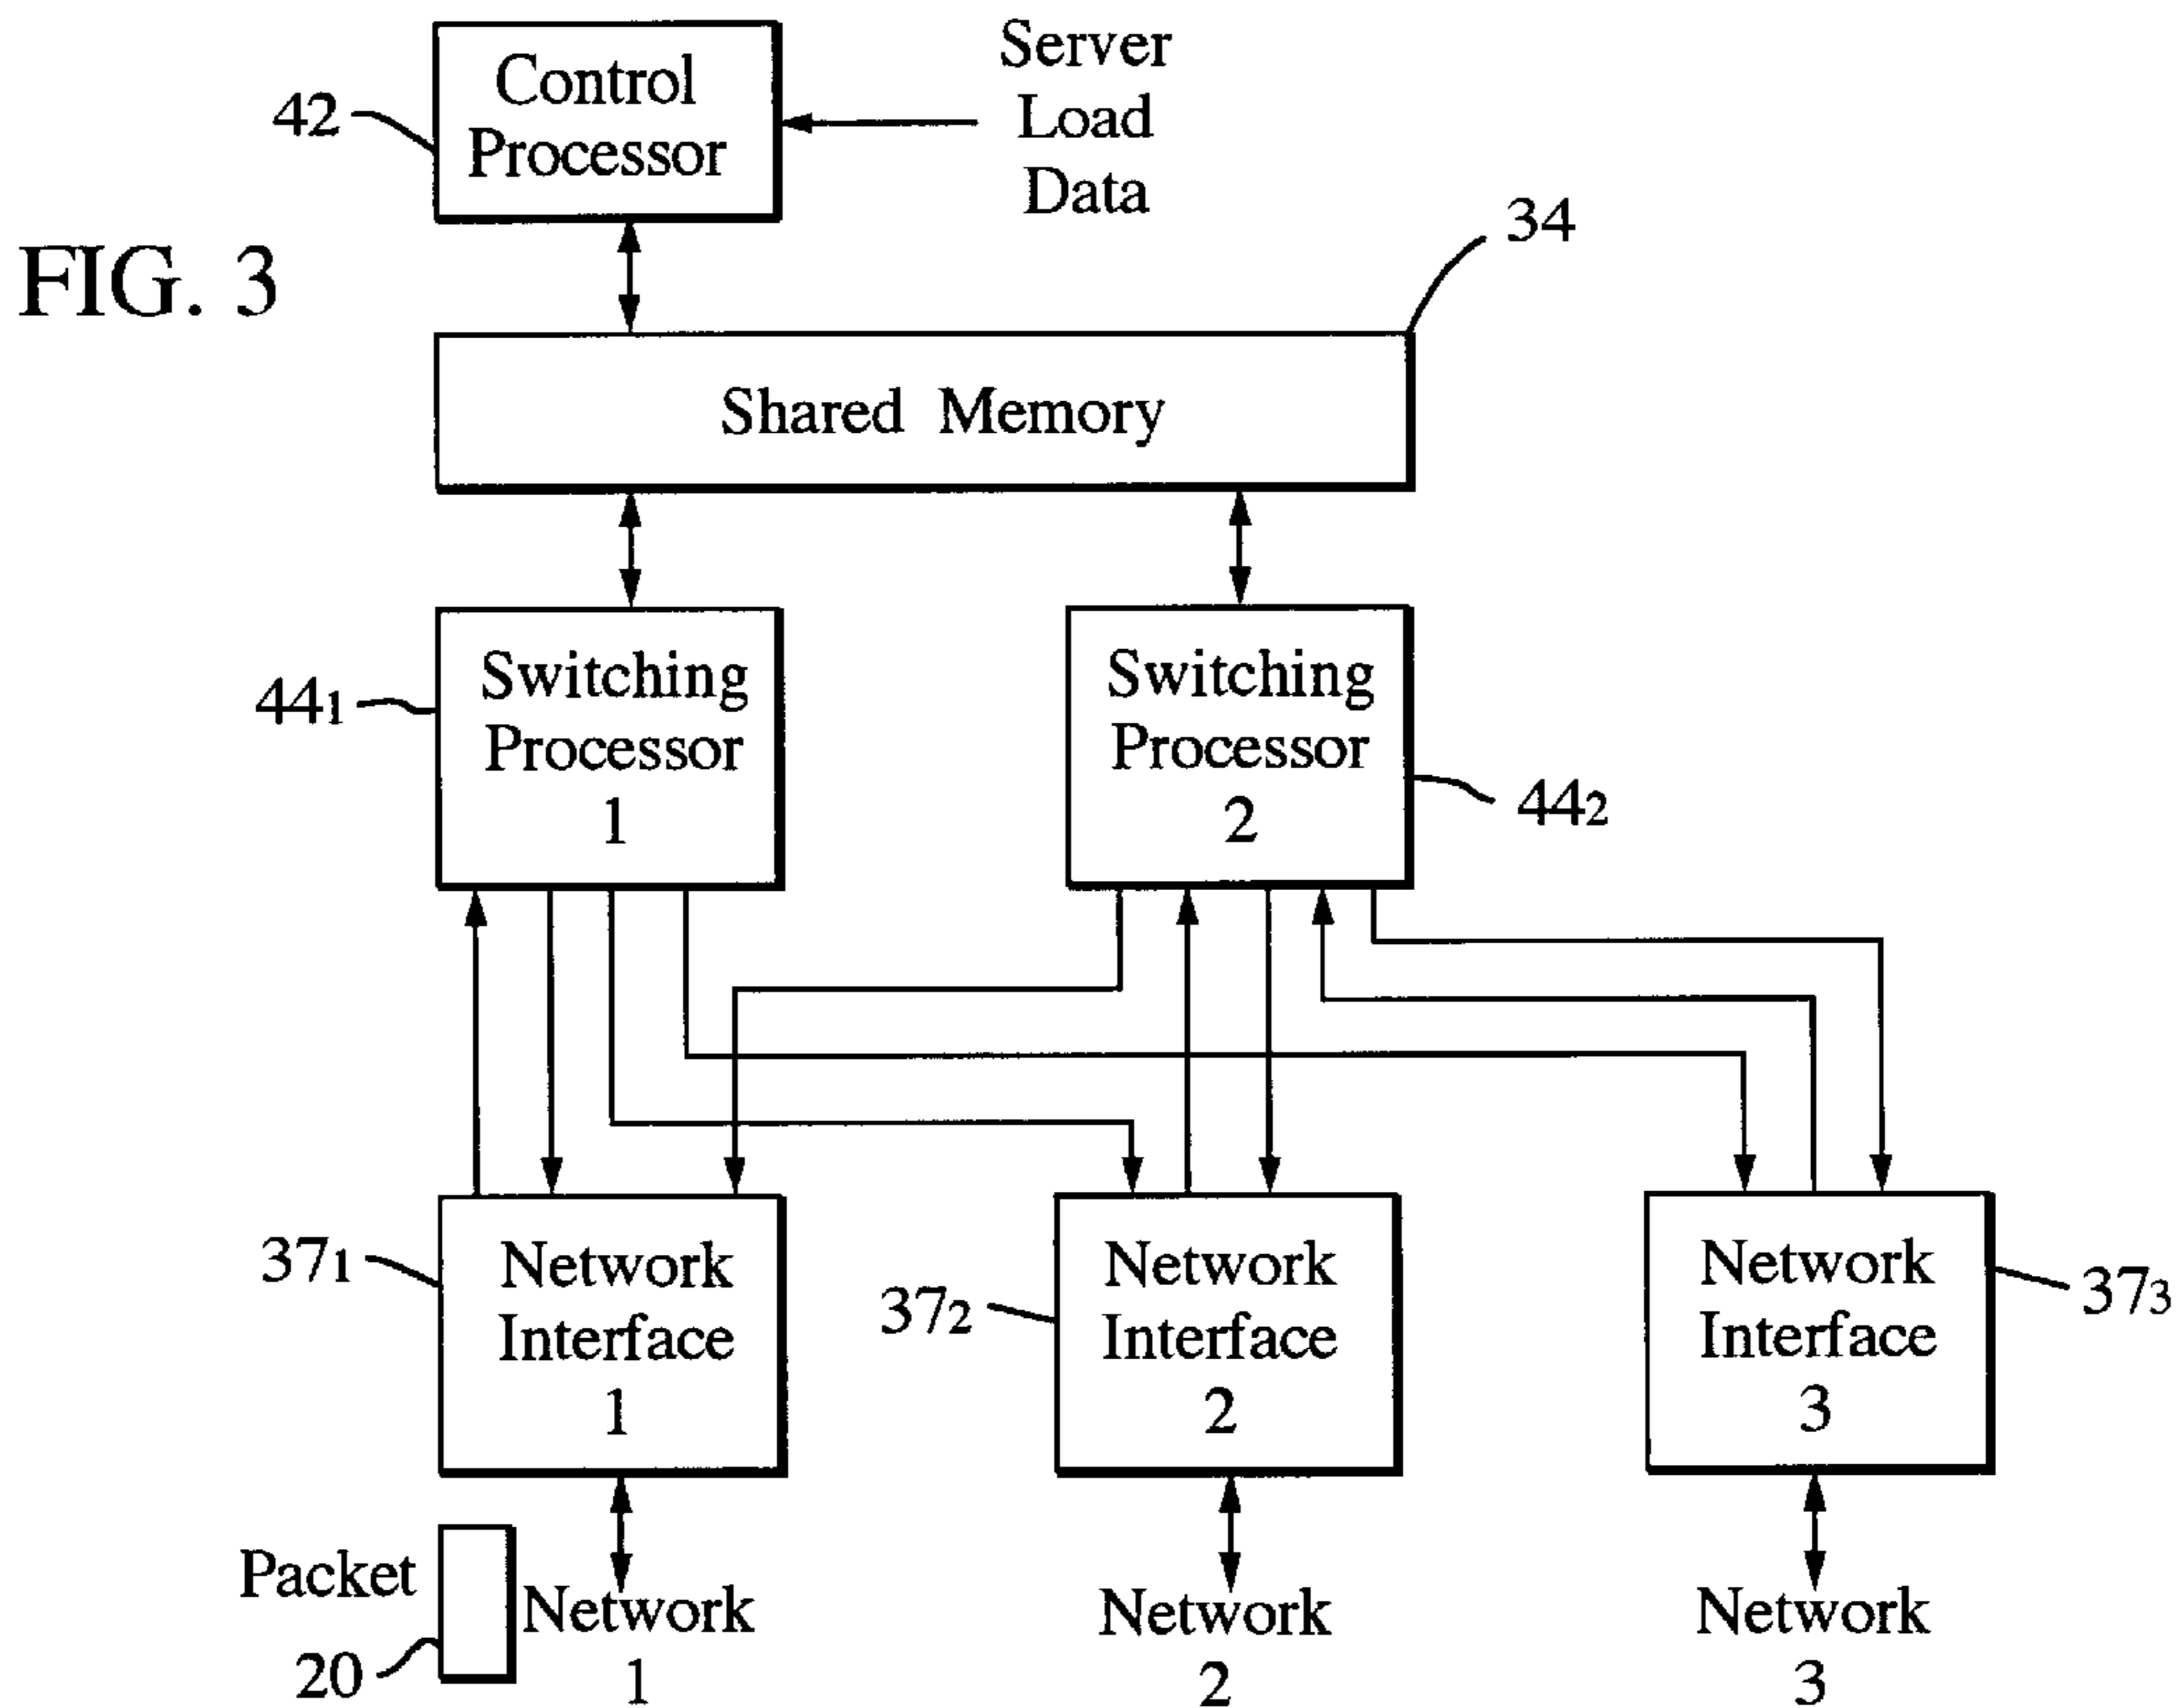 Control
Processor
42
Server
Load
Data
FIG. 3
34
Shared Memory
Switching
Processor
1
44₁
Switching
Processor
2
44₂
Network
Interface
1
37₁
Network
Interface
2
37₂
Network
Interface
3
37₃
Packet
20
Network
1
Network
2
Network
3